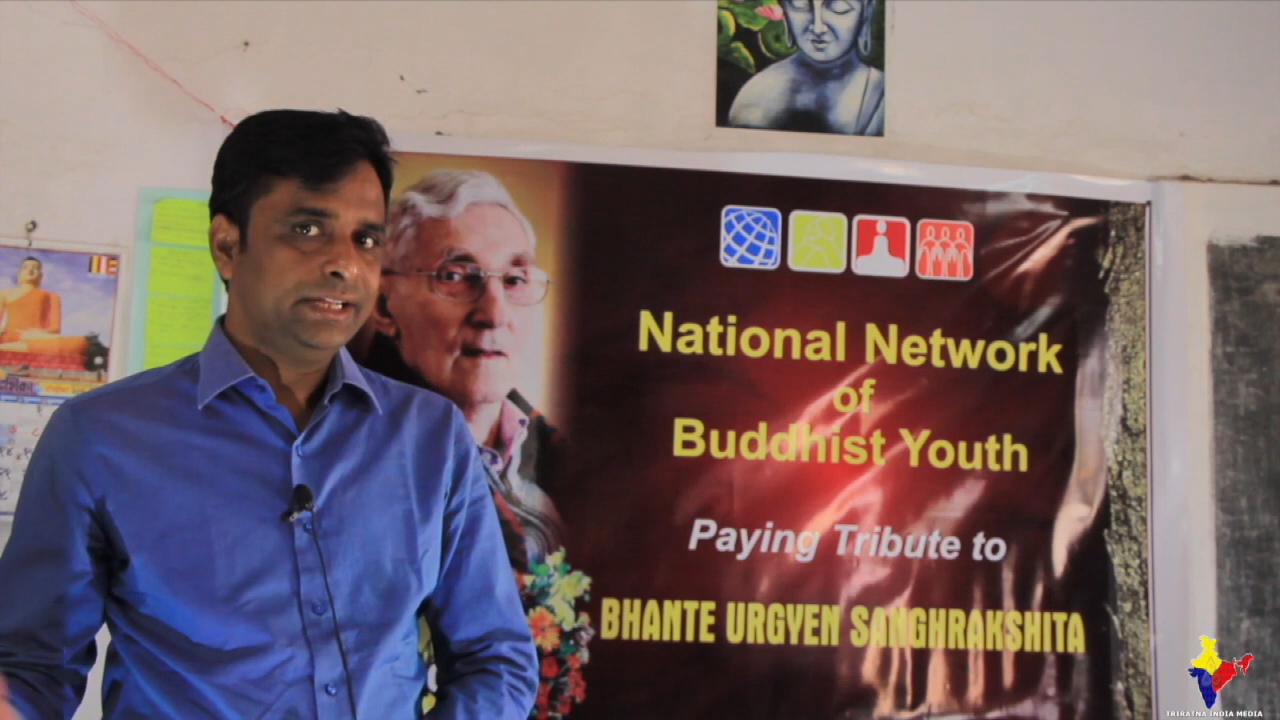 National Network
of
Buddhist Youth
Paying Tribute to
BHANTE URGYEN SANGHRAKSHITA
TRIRATNA INDIA MEDIA